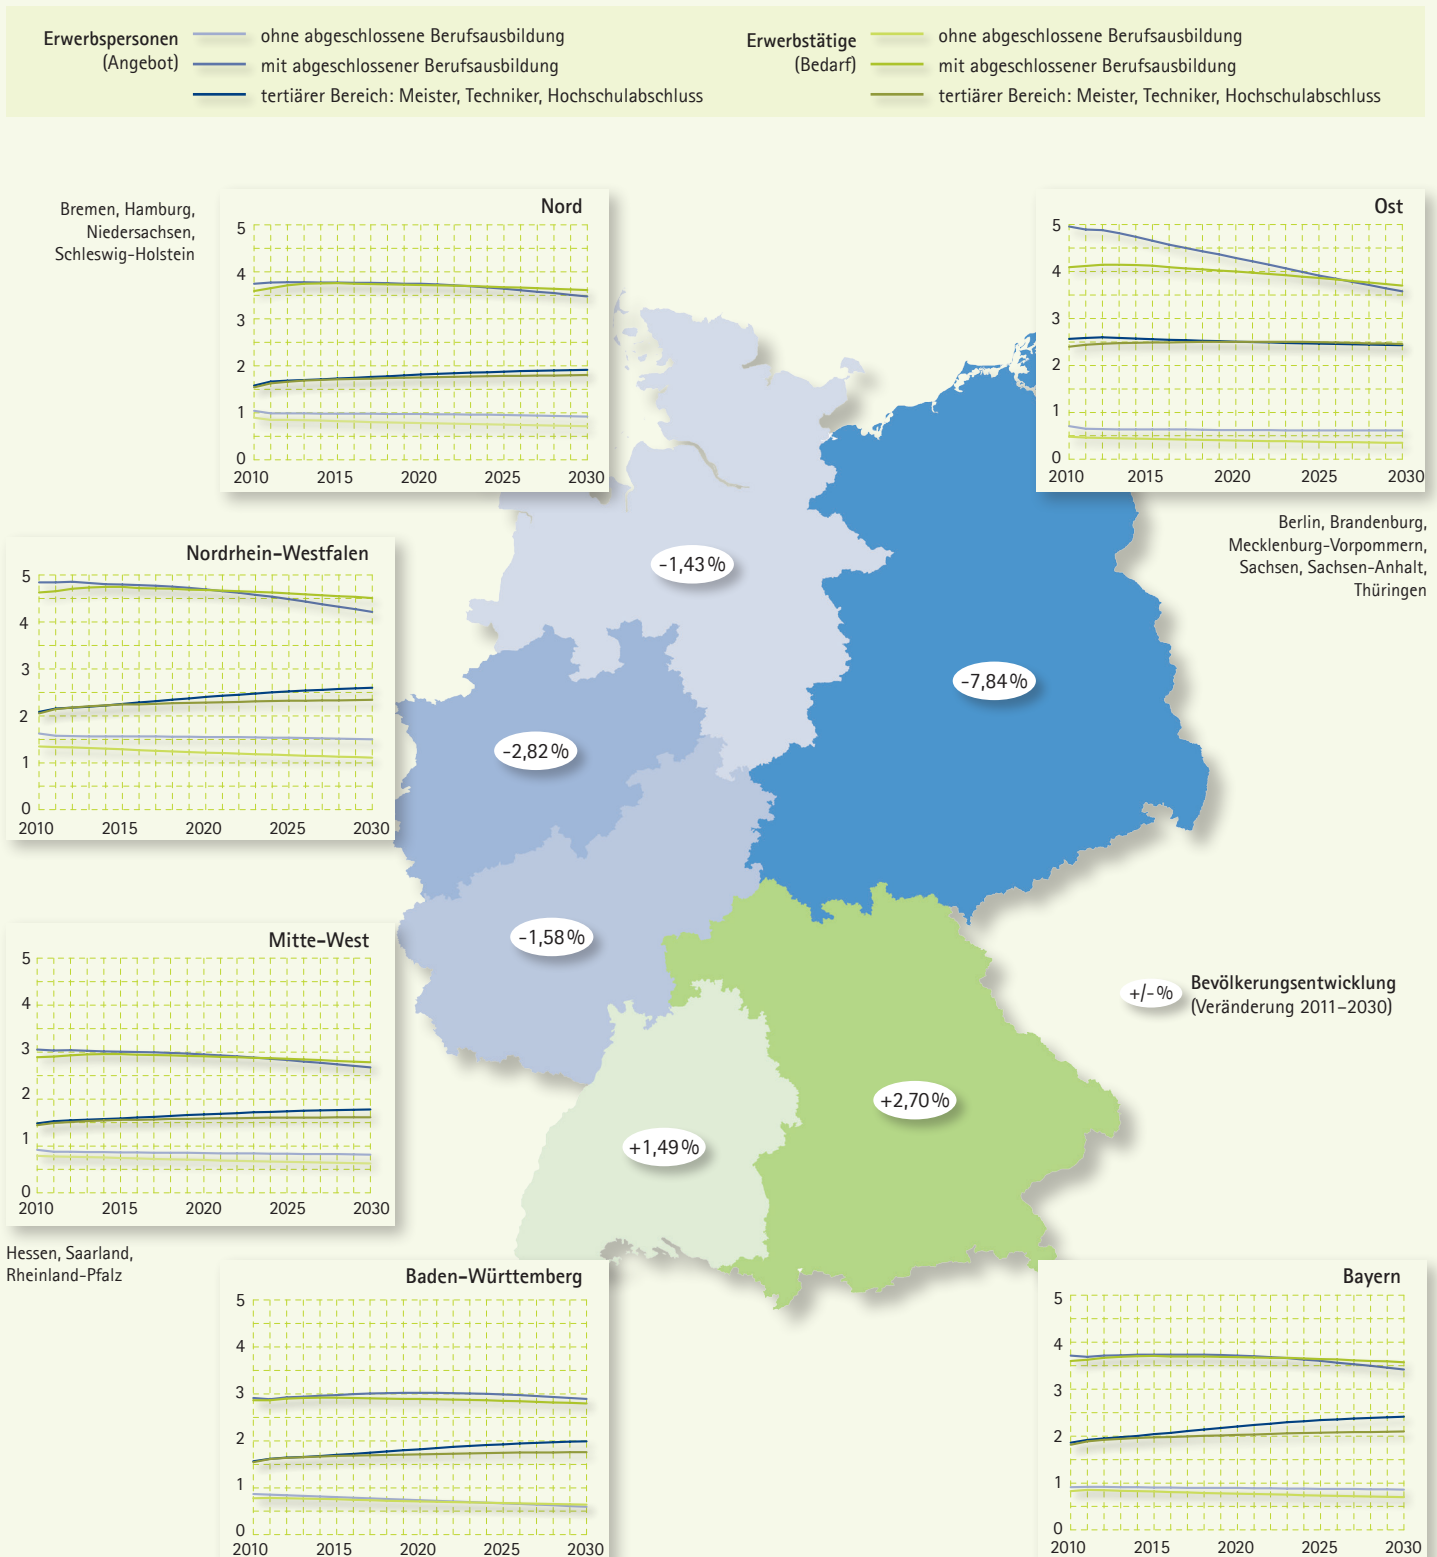 Erwerbspersonen
(Angebot)
ohne abgeschlossene Berufsausbildung
mit abgeschlossener Berufsausbildung
tertiärer Bereich: Meister, Techniker, Hochschulabschluss
Erwerbstätige
(Bedarf)
ohne abgeschlossene Berufsausbildung
mit abgeschlossener Berufsausbildung
tertiärer Bereich: Meister, Techniker, Hochschulabschluss
Bremen, Hamburg,
Niedersachsen,
Schleswig-Holstein
Nord
5
4
3
2
1
0
2010 2015 2020 2025 2030
Ost
5
4
3
2
1
0
2010 2015 2020 2025 2030
Berlin, Brandenburg,
Mecklenburg-Vorpommern,
Sachsen, Sachsen-Anhalt,
Thüringen
Nordrhein-Westfalen
5
4
3
2
1
0
2010 2015 2020 2025 2030
-1,43 %
-7,84 %
-2,82 %
-1,58 %
Mitte-West
5
4
3
2
1
0
2010 2015 2020 2025 2030
Hessen, Saarland,
Rheinland-Pfalz
+/-%
Bevölkerungsentwicklung
(Veränderung 2011–2030)
+2,70 %
+1,49 %
Baden-Württemberg
5
4
3
2
1
0
2010 2015 2020 2025 2030
Bayern
5
4
3
2
1
0
2010 2015 2020 2025 2030